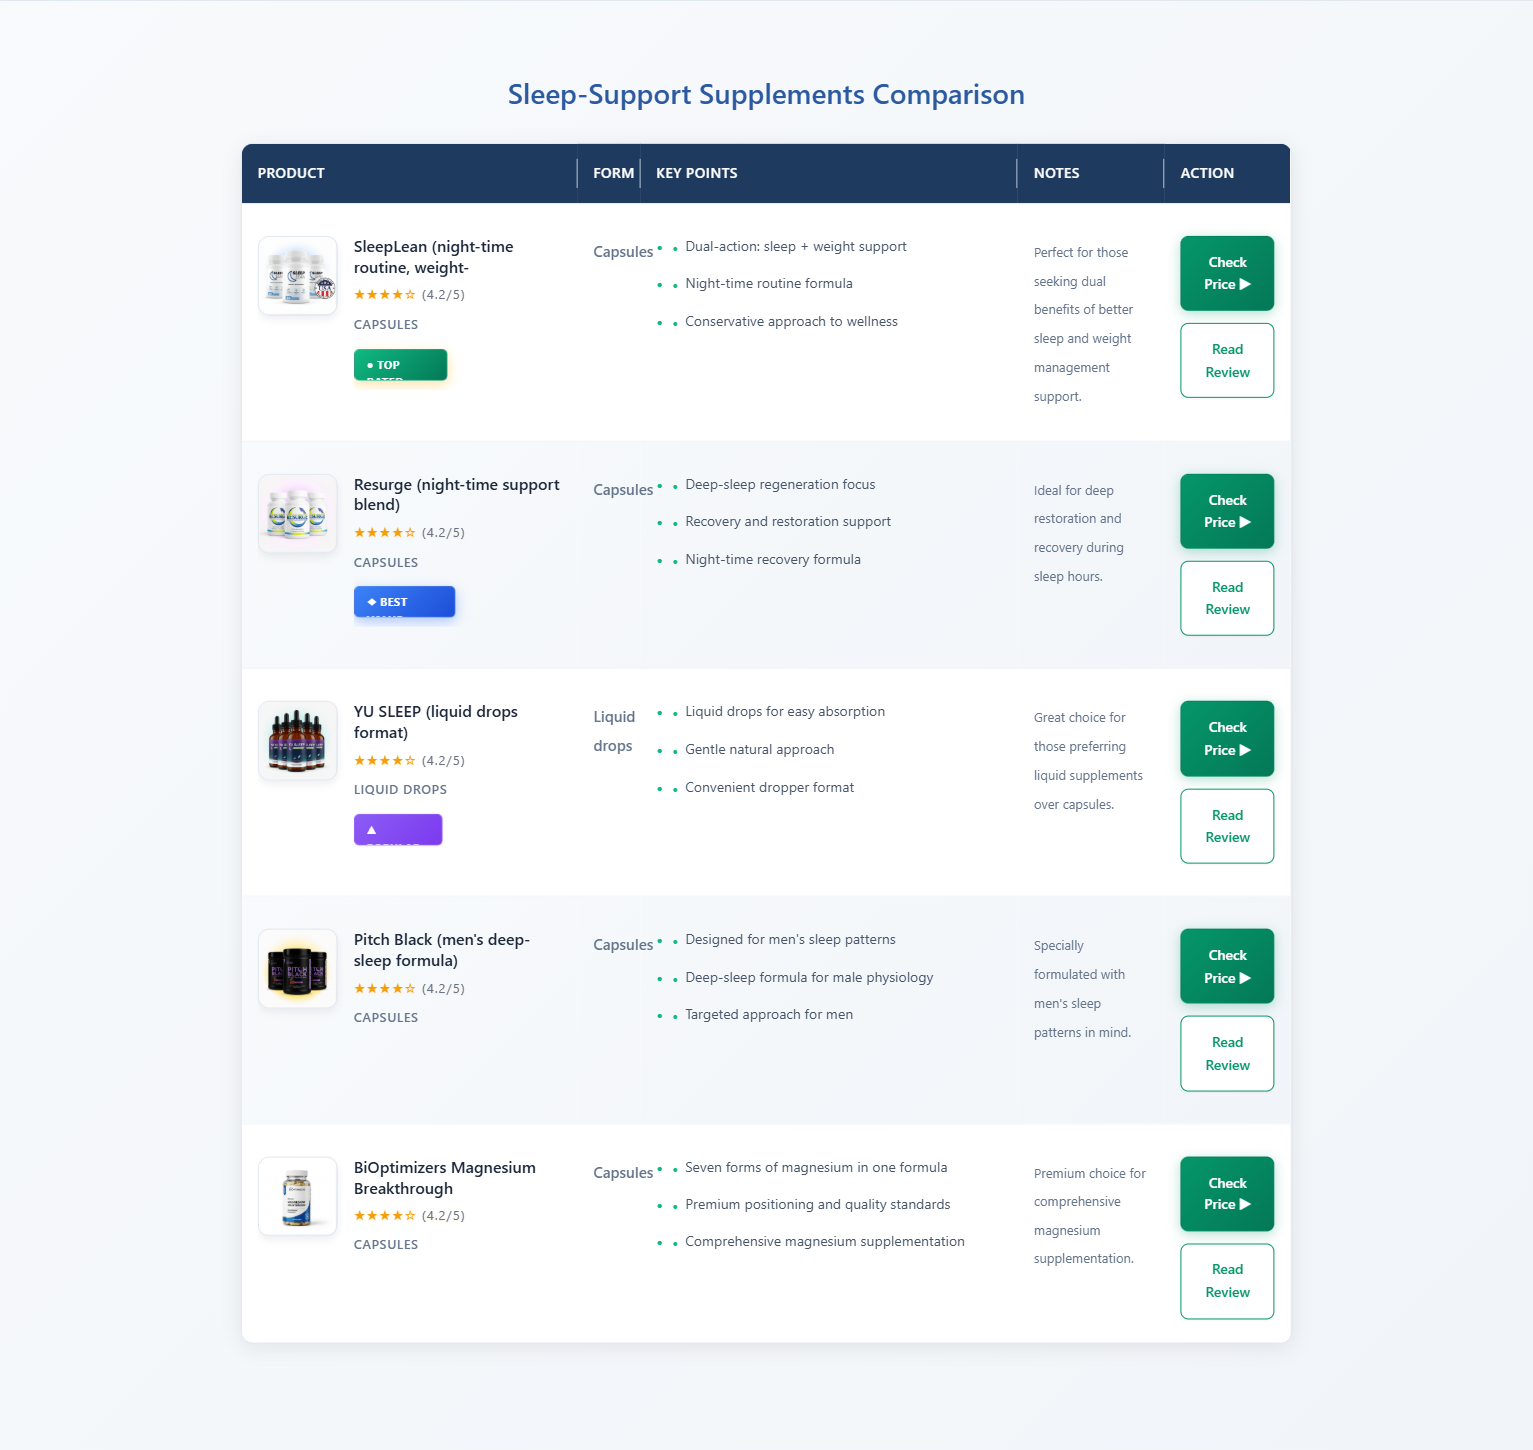 Sleep-Support Supplements Comparison
PRODUCT
FORM
KEY POINTS
NOTES
ACTION
SleepLean (night-time
routine, weight-
★★★★☆ (4.2/5)
CAPSULES
● TOP
RATED
Capsules
• • Dual-action: sleep + weight support
• • Night-time routine formula
• • Conservative approach to wellness
Perfect for those
seeking dual
benefits of better
sleep and weight
management
support.
Check
Price ▶
Read
Review
Resurge (night-time support
blend)
★★★★☆ (4.2/5)
CAPSULES
◆ BEST
Capsules
• • Deep-sleep regeneration focus
• • Recovery and restoration support
• • Night-time recovery formula
Ideal for deep
restoration and
recovery during
sleep hours.
Check
Price ▶
Read
Review
YU SLEEP (liquid drops
format)
★★★★☆ (4.2/5)
LIQUID DROPS
▲
Liquid
drops
• • Liquid drops for easy absorption
• • Gentle natural approach
• • Convenient dropper format
Great choice for
those preferring
liquid supplements
over capsules.
Check
Price ▶
Read
Review
PITCH
BLACK
Pitch Black (men's deep-
sleep formula)
★★★★☆ (4.2/5)
CAPSULES
Capsules
• • Designed for men's sleep patterns
• • Deep-sleep formula for male physiology
• • Targeted approach for men
Specially
formulated with
men's sleep
patterns in mind.
Check
Price ▶
Read
Review
BiOptimizers Magnesium
Breakthrough
★★★★☆ (4.2/5)
CAPSULES
Capsules
• • Seven forms of magnesium in one formula
• • Premium positioning and quality standards
• • Comprehensive magnesium supplementation
Premium choice for
comprehensive
magnesium
supplementation.
Check
Price ▶
Read
Review